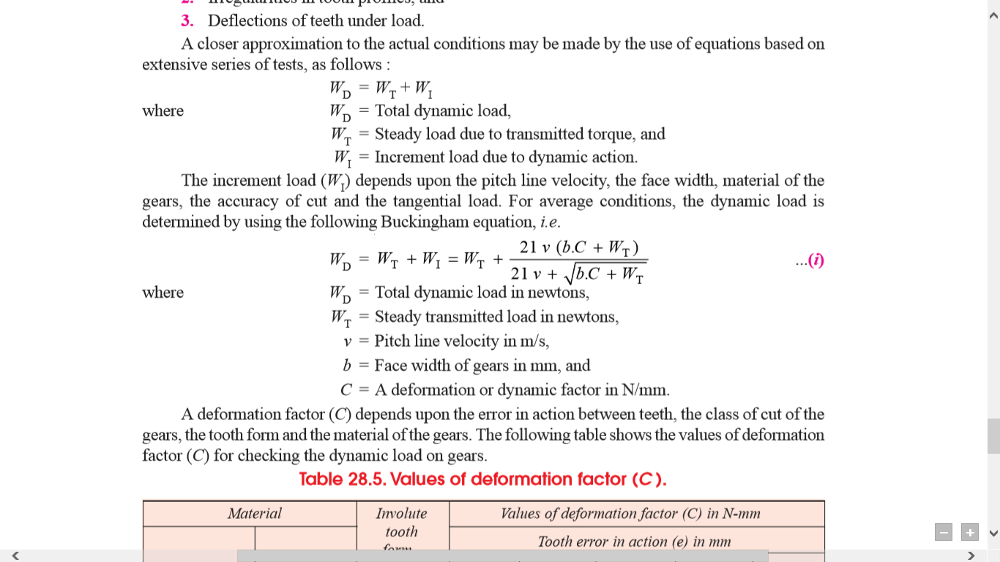 3. Deflections of teeth under load.
A closer approximation to the actual conditions may be made by the use of equations based on
extensive series of tests, as follows :
W_D = W_T + W_I
where W_D = Total dynamic load,
W_T = Steady load due to transmitted torque, and
W_I = Increment load due to dynamic action.
The increment load (W_I) depends upon the pitch line velocity, the face width, material of the
gears, the accuracy of cut and the tangential load. For average conditions, the dynamic load is
determined by using the following Buckingham equation, i.e.
W_D = W_T + W_I = W_T + \frac{21 v (b.C + W_T)}{21 v + \sqrt{b.C + W_T}} ...(i)
where W_D = Total dynamic load in newtons,
W_T = Steady transmitted load in newtons,
v = Pitch line velocity in m/s,
b = Face width of gears in mm, and
C = A deformation or dynamic factor in N/mm.
A deformation factor (C) depends upon the error in action between teeth, the class of cut of the
gears, the tooth form and the material of the gears. The following table shows the values of deformation
factor (C) for checking the dynamic load on gears.
Table 28.5. Values of deformation factor (C).
Material Involute Values of deformation factor (C) in N-mm
tooth
Tooth error in action (e) in mm